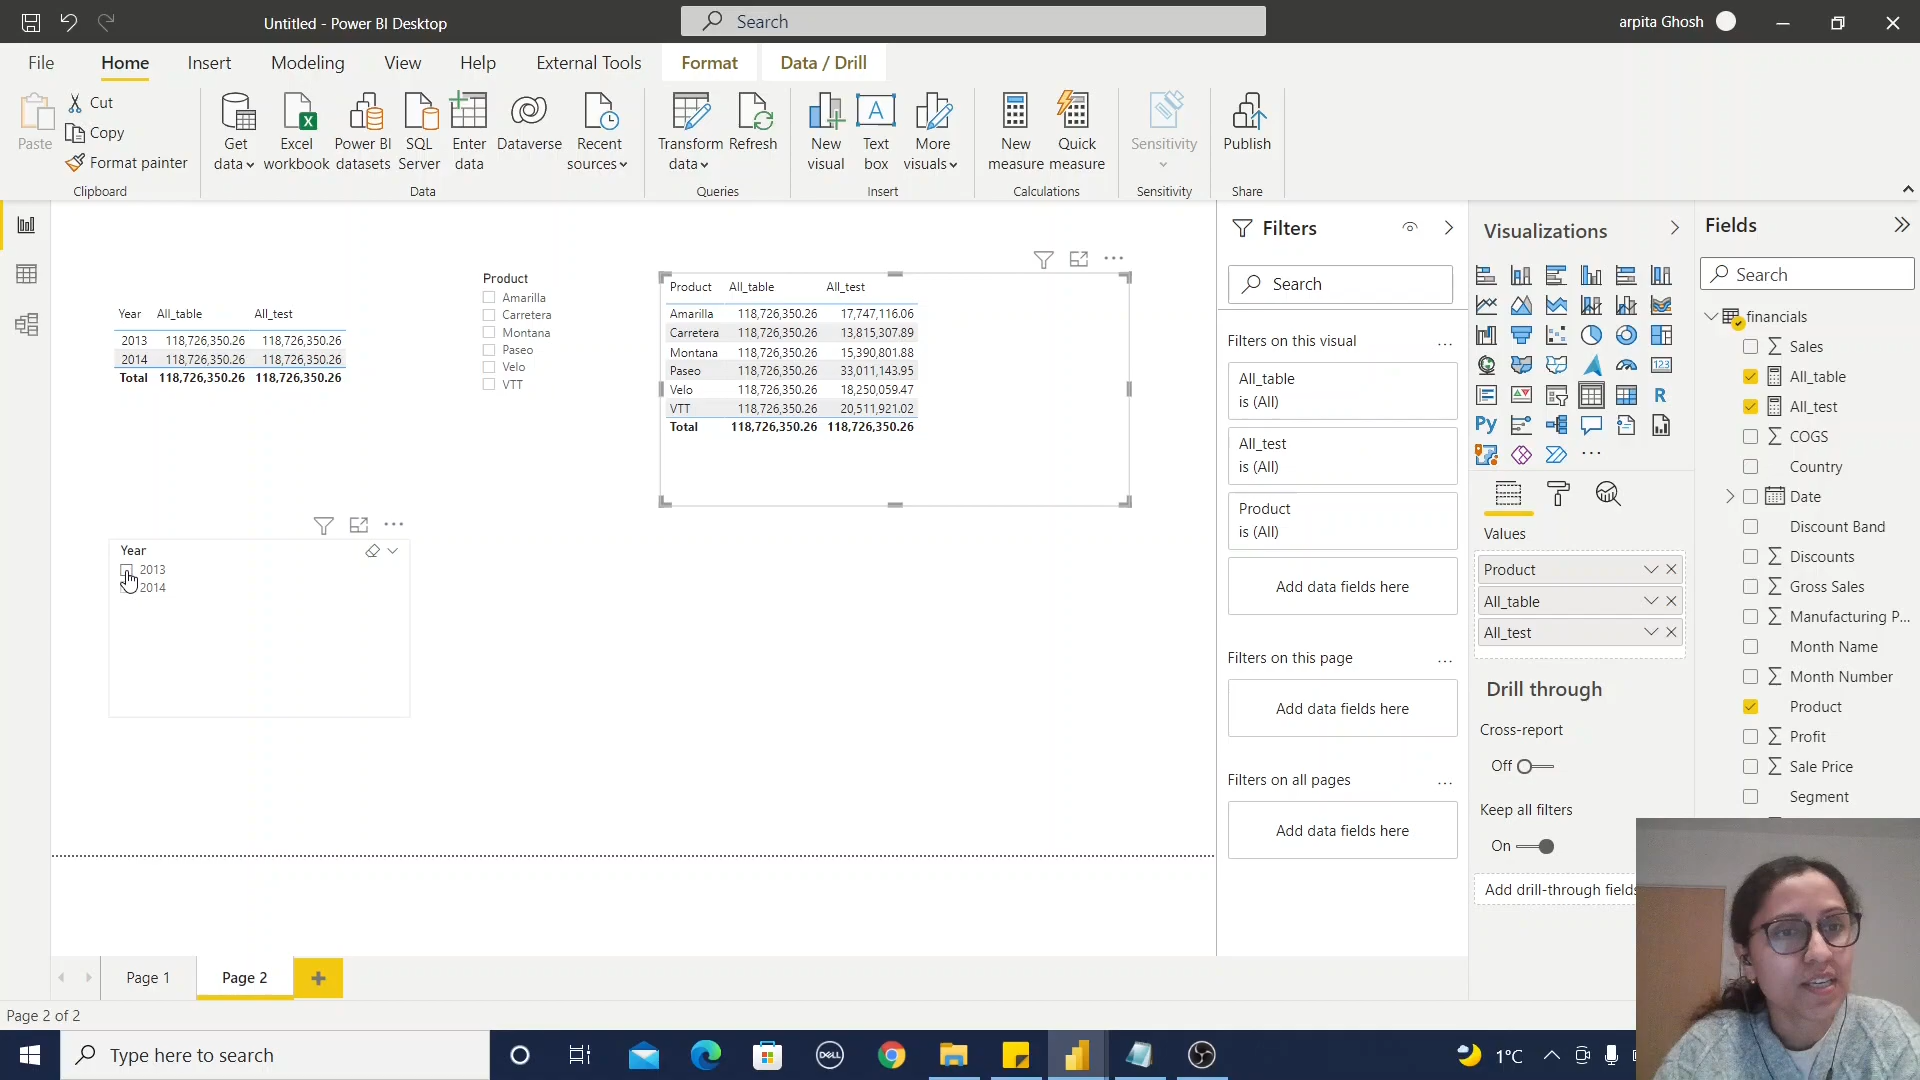 Untitled - Power BI Desktop
Search
arpita Ghosh
File Home Insert Modeling View Help External Tools Format Data / Drill
Paste
Cut
Copy
Format painter
Clipboard
Get data
Excel workbook
Power BI datasets
SQL Server
Enter data
Dataverse
Recent sources
Data
Transform data
Refresh
Queries
New visual
Text box
More visuals
Insert
New measure
Quick measure
Calculations
Sensitivity
Sensitivity
Publish
Share
Year All_table All_test
2013 118,726,350.26 118,726,350.26
2014 118,726,350.26 118,726,350.26
Total 118,726,350.26 118,726,350.26
Product
Amarilla
Carretera
Montana
Paseo
Velo
VTT
Product All_table All_test
Amarilla 118,726,350.26 17,747,116.06
Carretera 118,726,350.26 13,815,307.89
Montana 118,726,350.26 15,390,801.88
Paseo 118,726,350.26 33,011,143.95
Velo 118,726,350.26 18,250,059.47
VTT 118,726,350.26 20,511,921.02
Total 118,726,350.26 118,726,350.26
Year
2013
2014
Filters
Search
Filters on this visual ...
All_table
is (All)
All_test
is (All)
Product
is (All)
Add data fields here
Filters on this page ...
Add data fields here
Filters on all pages ...
Add data fields here
Visualizations
R
Py
123
Values
Product
All_table
All_test
Drill through
Cross-report
Off
Keep all filters
On
Add drill-through fields
Fields
Search
financials
Sales
All_table
All_test
COGS
Country
Date
Discount Band
Discounts
Gross Sales
Manufacturing P...
Month Name
Month Number
Product
Profit
Sale Price
Segment
Page 1
Page 2
Page 2 of 2
Type here to search
DELL
1°C